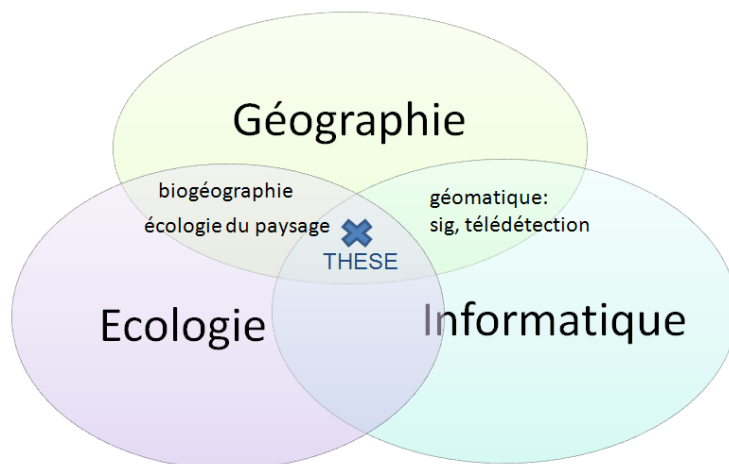 Géographie
biogéographie
écologie du paysage
géomatique:
sig, télédétection
THESE
Ecologie
Informatique